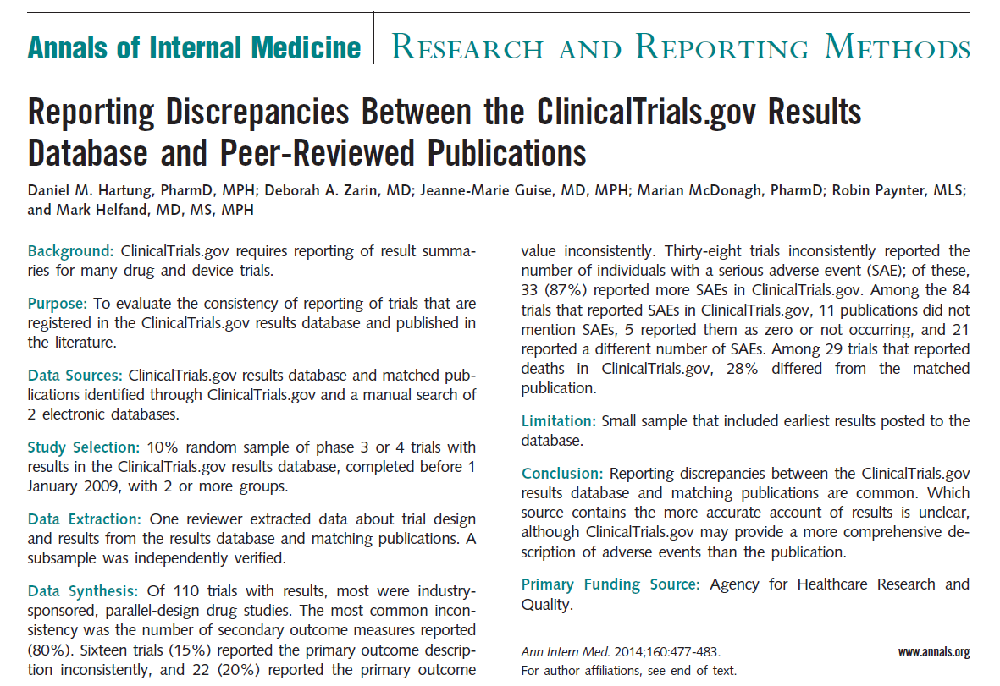 Annals of Internal Medicine
RESEARCH AND REPORTING METHODS
Reporting Discrepancies Between the ClinicalTrials.gov Results
Database and Peer-Reviewed Publications
Daniel M. Hartung, PharmD, MPH; Deborah A. Zarin, MD; Jeanne-Marie Guise, MD, MPH; Marian McDonagh, PharmD; Robin Paynter, MLS;
and Mark Helfand, MD, MS, MPH
Background: ClinicalTrials.gov requires reporting of result summa-
ries for many drug and device trials.
Purpose: To evaluate the consistency of reporting of trials that are
registered in the ClinicalTrials.gov results database and published in
the literature.
Data Sources: ClinicalTrials.gov results database and matched pub-
lications identified through ClinicalTrials.gov and a manual search of
2 electronic databases.
Study Selection: 10% random sample of phase 3 or 4 trials with
results in the ClinicalTrials.gov results database, completed before 1
January 2009, with 2 or more groups.
Data Extraction: One reviewer extracted data about trial design
and results from the results database and matching publications. A
subsample was independently verified.
Data Synthesis: Of 110 trials with results, most were industry-
sponsored, parallel-design drug studies. The most common incon-
sistency was the number of secondary outcome measures reported
(80%). Sixteen trials (15%) reported the primary outcome descrip-
tion inconsistently, and 22 (20%) reported the primary outcome
value inconsistently. Thirty-eight trials inconsistently reported the
number of individuals with a serious adverse event (SAE); of these,
33 (87%) reported more SAEs in ClinicalTrials.gov. Among the 84
trials that reported SAEs in ClinicalTrials.gov, 11 publications did not
mention SAEs, 5 reported them as zero or not occurring, and 21
reported a different number of SAEs. Among 29 trials that reported
deaths in ClinicalTrials.gov, 28% differed from the matched
publication.
Limitation: Small sample that included earliest results posted to the
database.
Conclusion: Reporting discrepancies between the ClinicalTrials.gov
results database and matching publications are common. Which
source contains the more accurate account of results is unclear,
although ClinicalTrials.gov may provide a more comprehensive de-
scription of adverse events than the publication.
Primary Funding Source: Agency for Healthcare Research and
Quality.
Ann Intern Med. 2014;160:477-483.
www.annals.org
For author affiliations, see end of text.